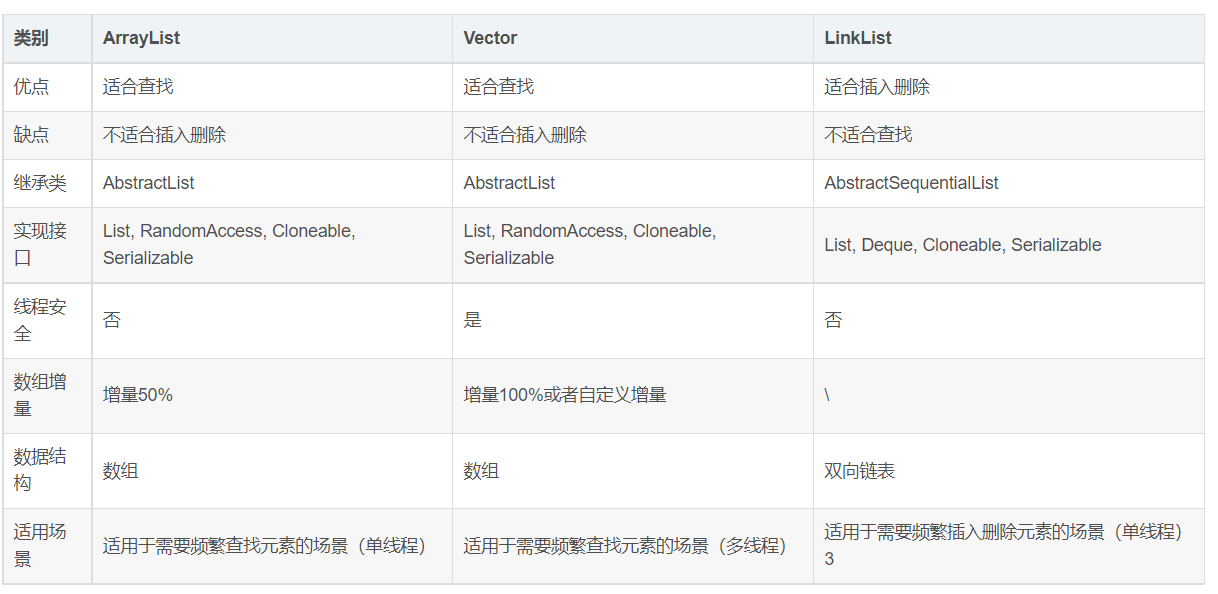 类别 ArrayList Vector LinkList
优点 适合查找 适合查找 适合插入删除
缺点 不适合插入删除 不适合插入删除 不适合查找
继承类 AbstractList AbstractList AbstractSequentialList
实现接
口
List, RandomAccess, Cloneable,
Serializable
List, RandomAccess, Cloneable,
Serializable
List, Deque, Cloneable, Serializable
线程安
全
否 是 否
数组增
量
增量50% 增量100%或者自定义增量 \
数据结
构
数组 数组 双向链表
适用场
景
适用于需要频繁查找元素的场景（单线程） 适用于需要频繁查找元素的场景（多线程）
适用于需要频繁插入删除元素的场景（单线程）
3